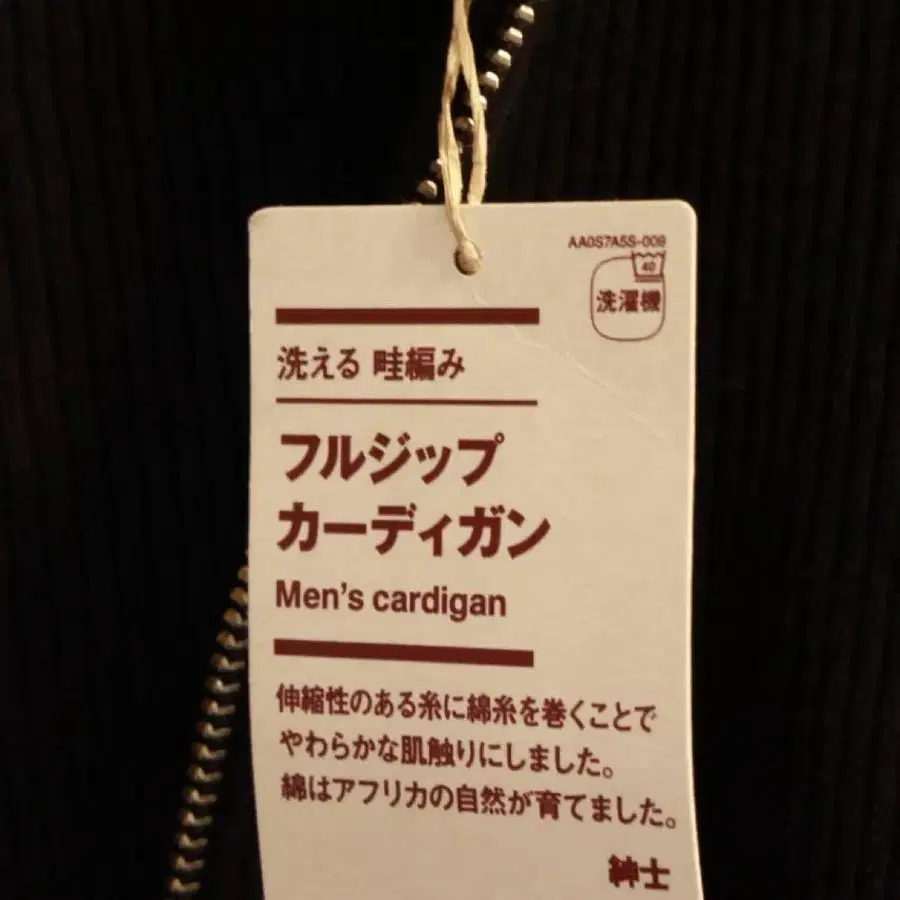 AA0S7A5S-009
40
洗濯機
洗える 畦編み
フルジップ
カーディガン
Men's cardigan
伸縮性のある糸に綿糸を巻くことで
やわらかな肌触りにしました。
綿はアフリカの自然が育てました。
紳士